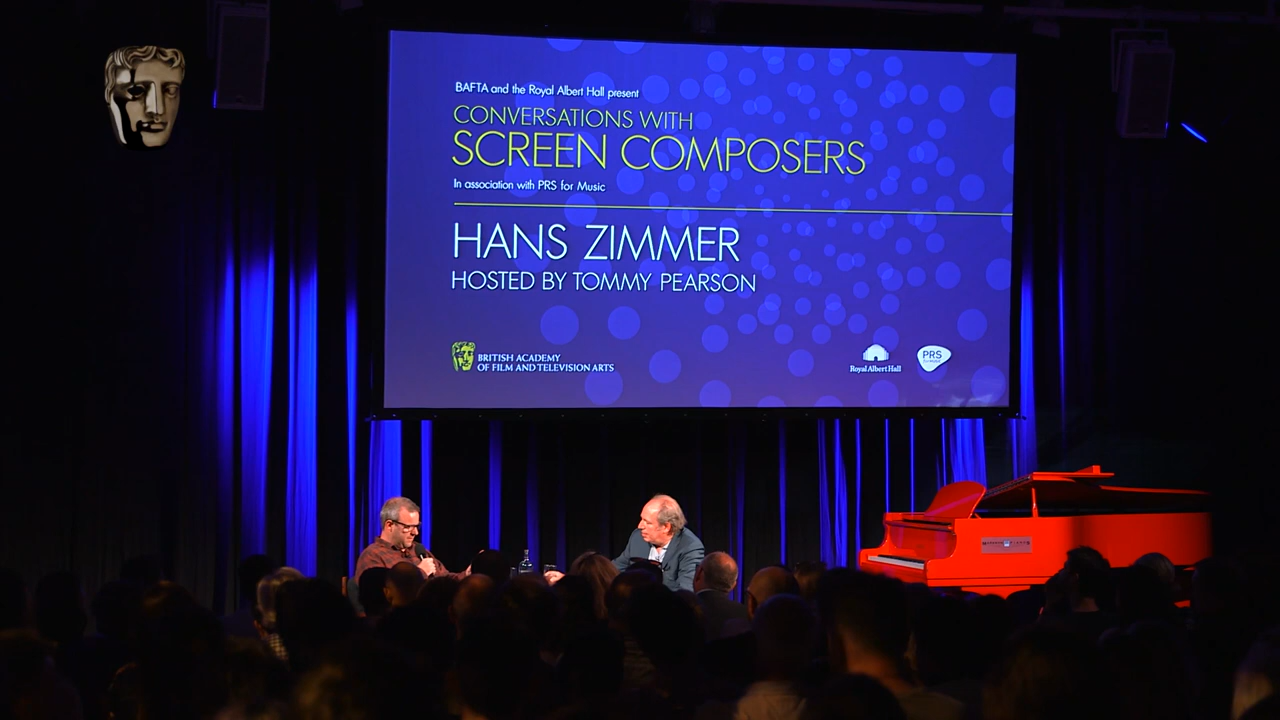 BAFTA and the Royal Albert Hall present
CONVERSATIONS WITH
SCREEN COMPOSERS
In association with PRS for Music
HANS ZIMMER
HOSTED BY TOMMY PEARSON
BRITISH ACADEMY
OF FILM AND TELEVISION ARTS
Royal Albert Hall
PRS